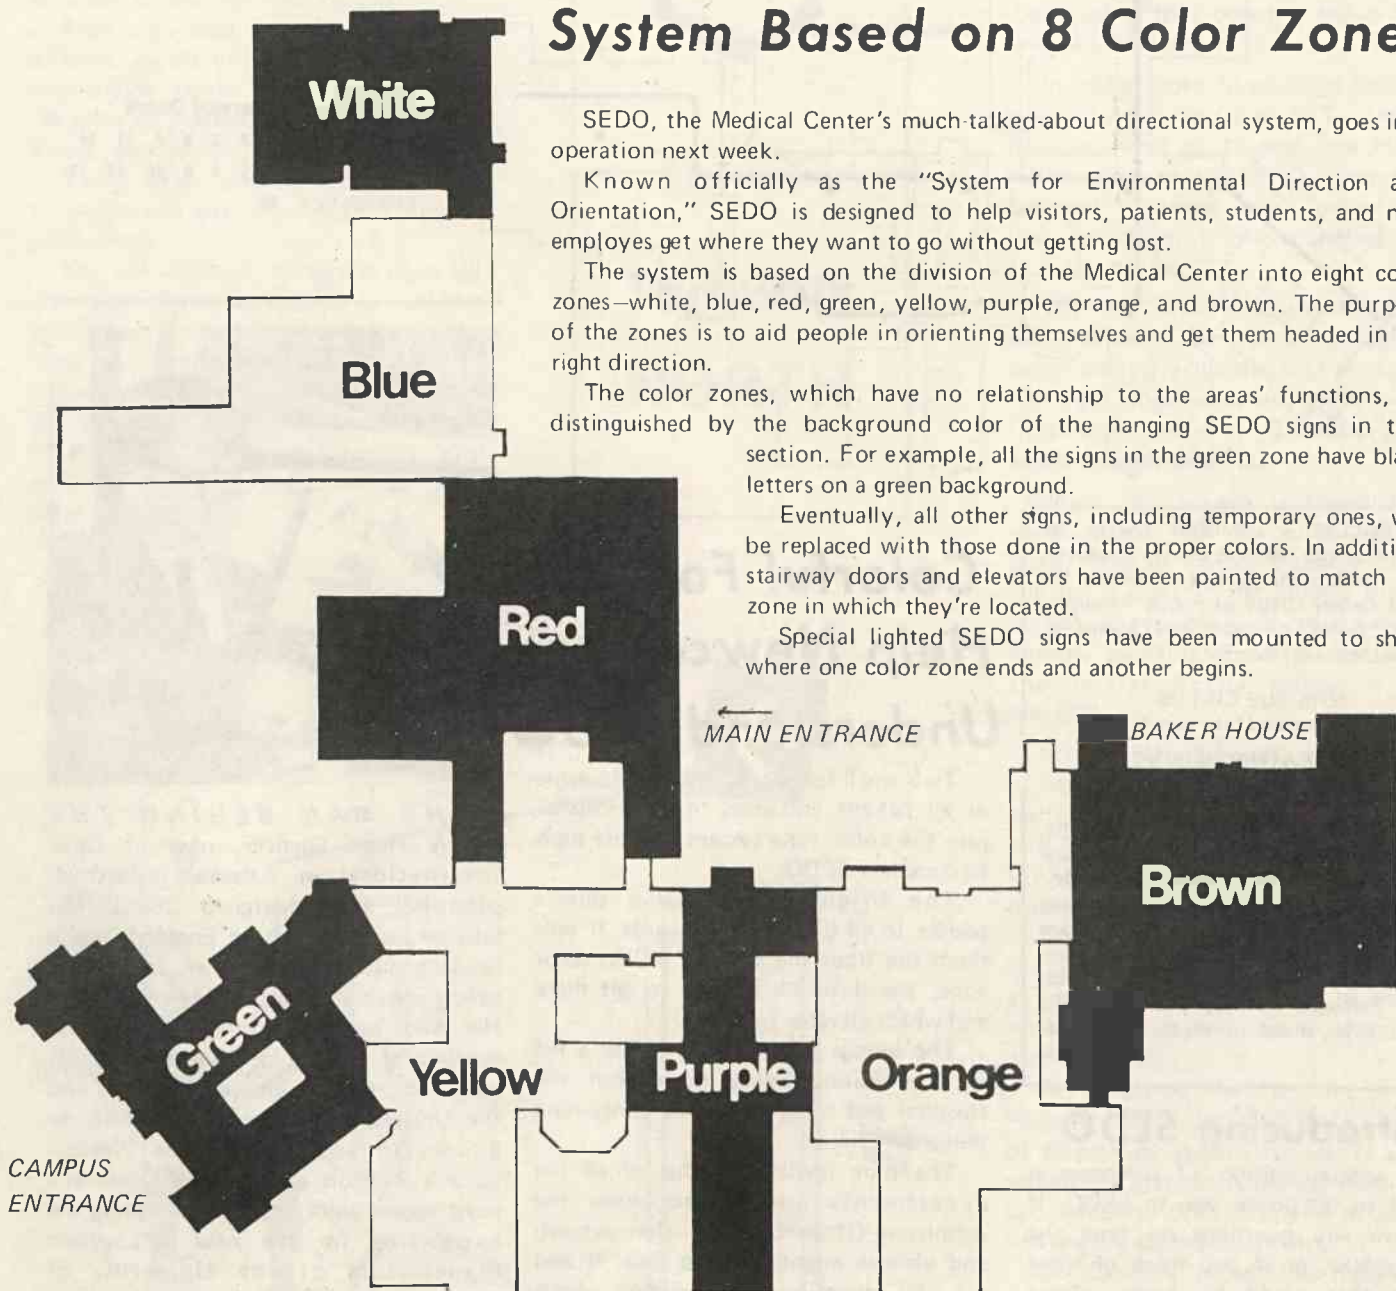 System Based on 8 Color Zone
SEDO, the Medical Center's much-talked-about directional system, goes in
operation next week.
Known officially as the "System for Environmental Direction a
Orientation," SEDO is designed to help visitors, patients, students, and n
employes get where they want to go without getting lost.
The system is based on the division of the Medical Center into eight co
zones—white, blue, red, green, yellow, purple, orange, and brown. The purp
of the zones is to aid people in orienting themselves and get them headed in
right direction.
The color zones, which have no relationship to the areas' functions,
distinguished by the background color of the hanging SEDO signs in t
section. For example, all the signs in the green zone have bla
letters on a green background.
Eventually, all other signs, including temporary ones, w
be replaced with those done in the proper colors. In additi
stairway doors and elevators have been painted to match
zone in which they're located.
Special lighted SEDO signs have been mounted to sh
where one color zone ends and another begins.
White
Blue
Red
MAIN ENTRANCE
BAKER HOUSE
Brown
Green
Yellow
Purple
Orange
CAMPUS
ENTRANCE